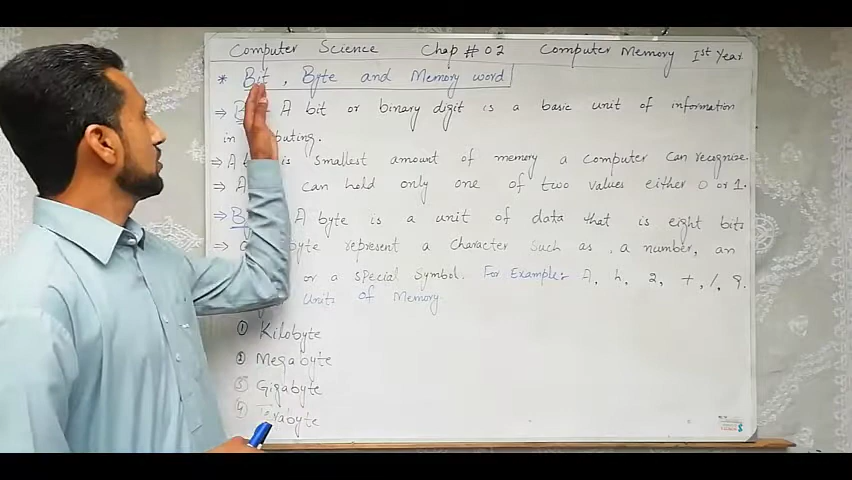 Computer Science Chap # 02 Computer Memory Ist Year
* Bit, Byte and Memory word
⇒ A bit or binary digit is a basic unit of information
in puting.
⇒ A is smallest amount of memory a computer can recognize.
⇒ A can hold only one of two values either 0 or 1.
⇒ B A byte is a unit of data that is eight bits
⇒ byte represent a character such as a number, an
or a special symbol. For Example: A, h, 2, +, %, 9.
Units of Memory
① Kilobyte
② Megabyte
③ Gigabyte
④ Terabyte